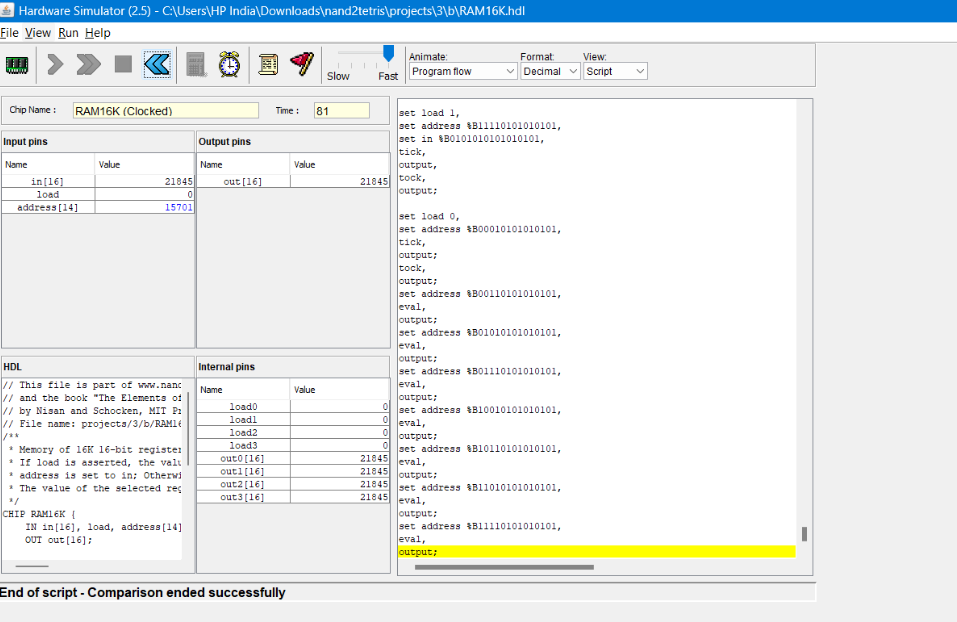 Hardware Simulator (2.5) - C:\Users\HP India\Downloads\nand2tetris\projects\3\b\RAM16K.hdl
File View Run Help
Slow Fast
Animate: Format: View:
Program flow Decimal Script
Chip Name : RAM16K (Clocked) Time : 81
Input pins
Name Value
in[16] 21845
load 0
address[14] 15701
Output pins
Name Value
out[16] 21845
HDL
// This file is part of www.nand
// and the book "The Elements of
// by Nisan and Schocken, MIT Pr
// File name: projects/3/b/RAM16
/**
* Memory of 16K 16-bit register
* If load is asserted, the valu
* address is set to in; Otherwi
* The value of the selected reg
*/
CHIP RAM16K {
IN in[16], load, address[14]
OUT out[16];
Internal pins
Name Value
load0 0
load1 0
load2 0
load3 0
out0[16] 21845
out1[16] 21845
out2[16] 21845
out3[16] 21845
set load 1,
set address %B11110101010101,
set in %B0101010101010101,
tick,
output,
tock,
output;
set load 0,
set address %B00010101010101,
tick,
output;
tock,
output;
set address %B00110101010101,
eval,
output;
set address %B01010101010101,
eval,
output;
set address %B01110101010101,
eval,
output;
set address %B10010101010101,
eval,
output;
set address %B10110101010101,
eval,
output;
set address %B11010101010101,
eval,
output;
set address %B11110101010101,
eval,
output;
End of script - Comparison ended successfully